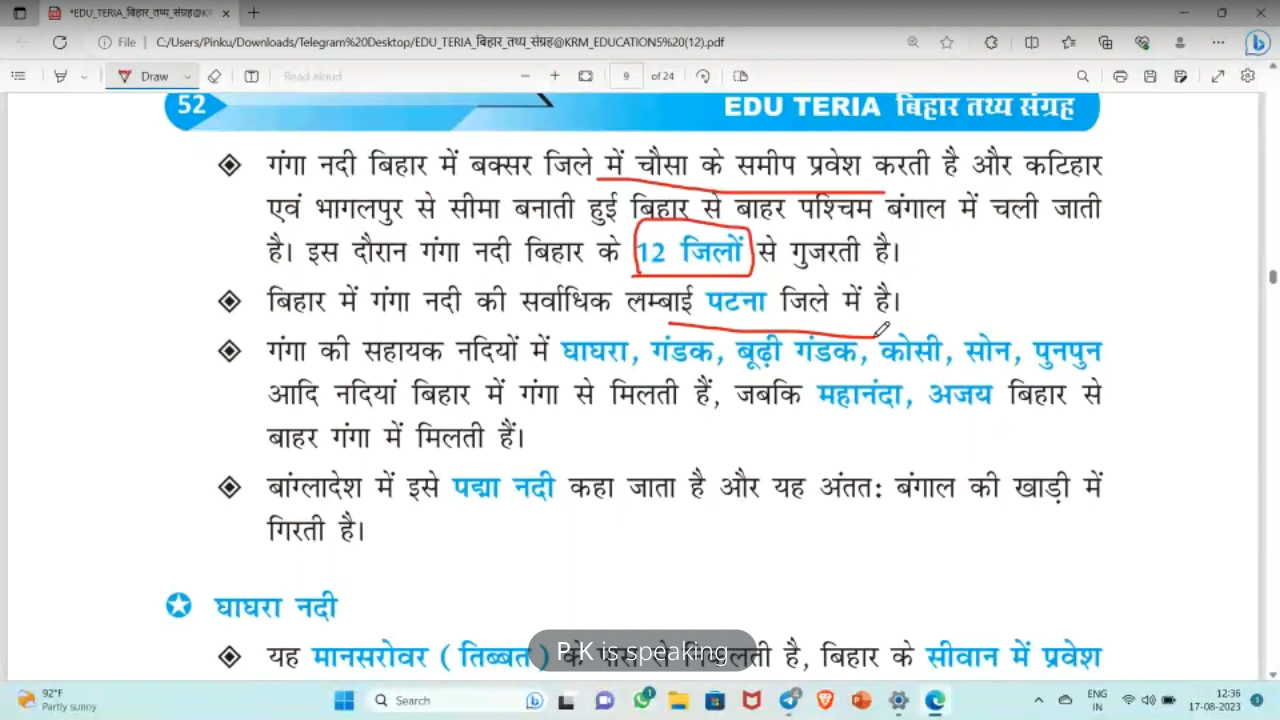 *EDU_TERIA_बिहार_तथ्य_संग्रह@KR
File C:/Users/Pinku/Downloads/Telegram%20Desktop/EDU_TERIA_बिहार_तथ्य_संग्रह@KRM_EDUCATION5%20(12).pdf
Draw Read aloud 9 of 24
52 EDU TERIA बिहार तथ्य संग्रह
गंगा नदी बिहार में बक्सर जिले में चौसा के समीप प्रवेश करती है और कटिहार
एवं भागलपुर से सीमा बनाती हुई बिहार से बाहर पश्चिम बंगाल में चली जाती
है। इस दौरान गंगा नदी बिहार के 12 जिलों से गुजरती है।
बिहार में गंगा नदी की सर्वाधिक लम्बाई पटना जिले में है।
गंगा की सहायक नदियों में घाघरा, गंडक, बूढ़ी गंडक, कोसी, सोन, पुनपुन
आदि नदियां बिहार में गंगा से मिलती हैं, जबकि महानंदा, अजय बिहार से
बाहर गंगा में मिलती हैं।
बांग्लादेश में इसे पद्मा नदी कहा जाता है और यह अंतत: बंगाल की खाड़ी में
गिरती है।
घाघरा नदी
यह मानसरोवर ( तिब्बत ) के पास से निकलती है, बिहार के सीवान में प्रवेश
P K is speaking
92°F
Partly sunny
Search
1
4
ENG
IN
12:36
17-08-2023
1